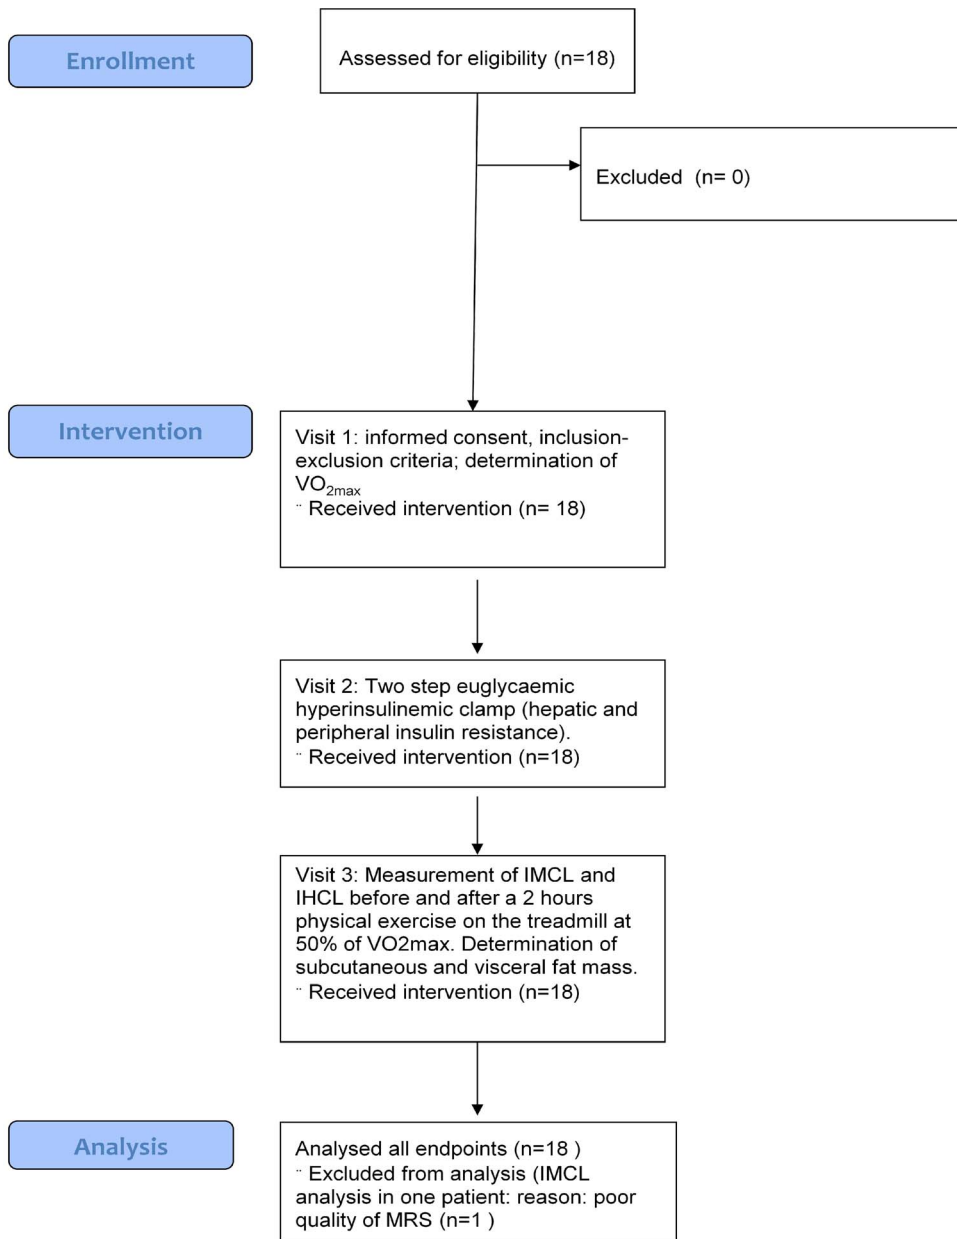 Enrollment
Assessed for eligibility (n=18)
Excluded  (n= 0)
Intervention
Visit 1: informed consent, inclusion-
exclusion criteria; determination of
VO2max
¨ Received intervention (n= 18)
Visit 2: Two step euglycaemic
hyperinsulinemic clamp (hepatic and
peripheral insulin resistance).
¨ Received intervention (n=18)
Visit 3: Measurement of IMCL and
IHCL before and after a 2 hours
physical exercise on the treadmill at
50% of VO2max. Determination of
subcutaneous and visceral fat mass.
¨ Received intervention (n=18)
Analysis
Analysed all endpoints (n=18 )
¨ Excluded from analysis (IMCL
analysis in one patient: reason: poor
quality of MRS (n=1 )